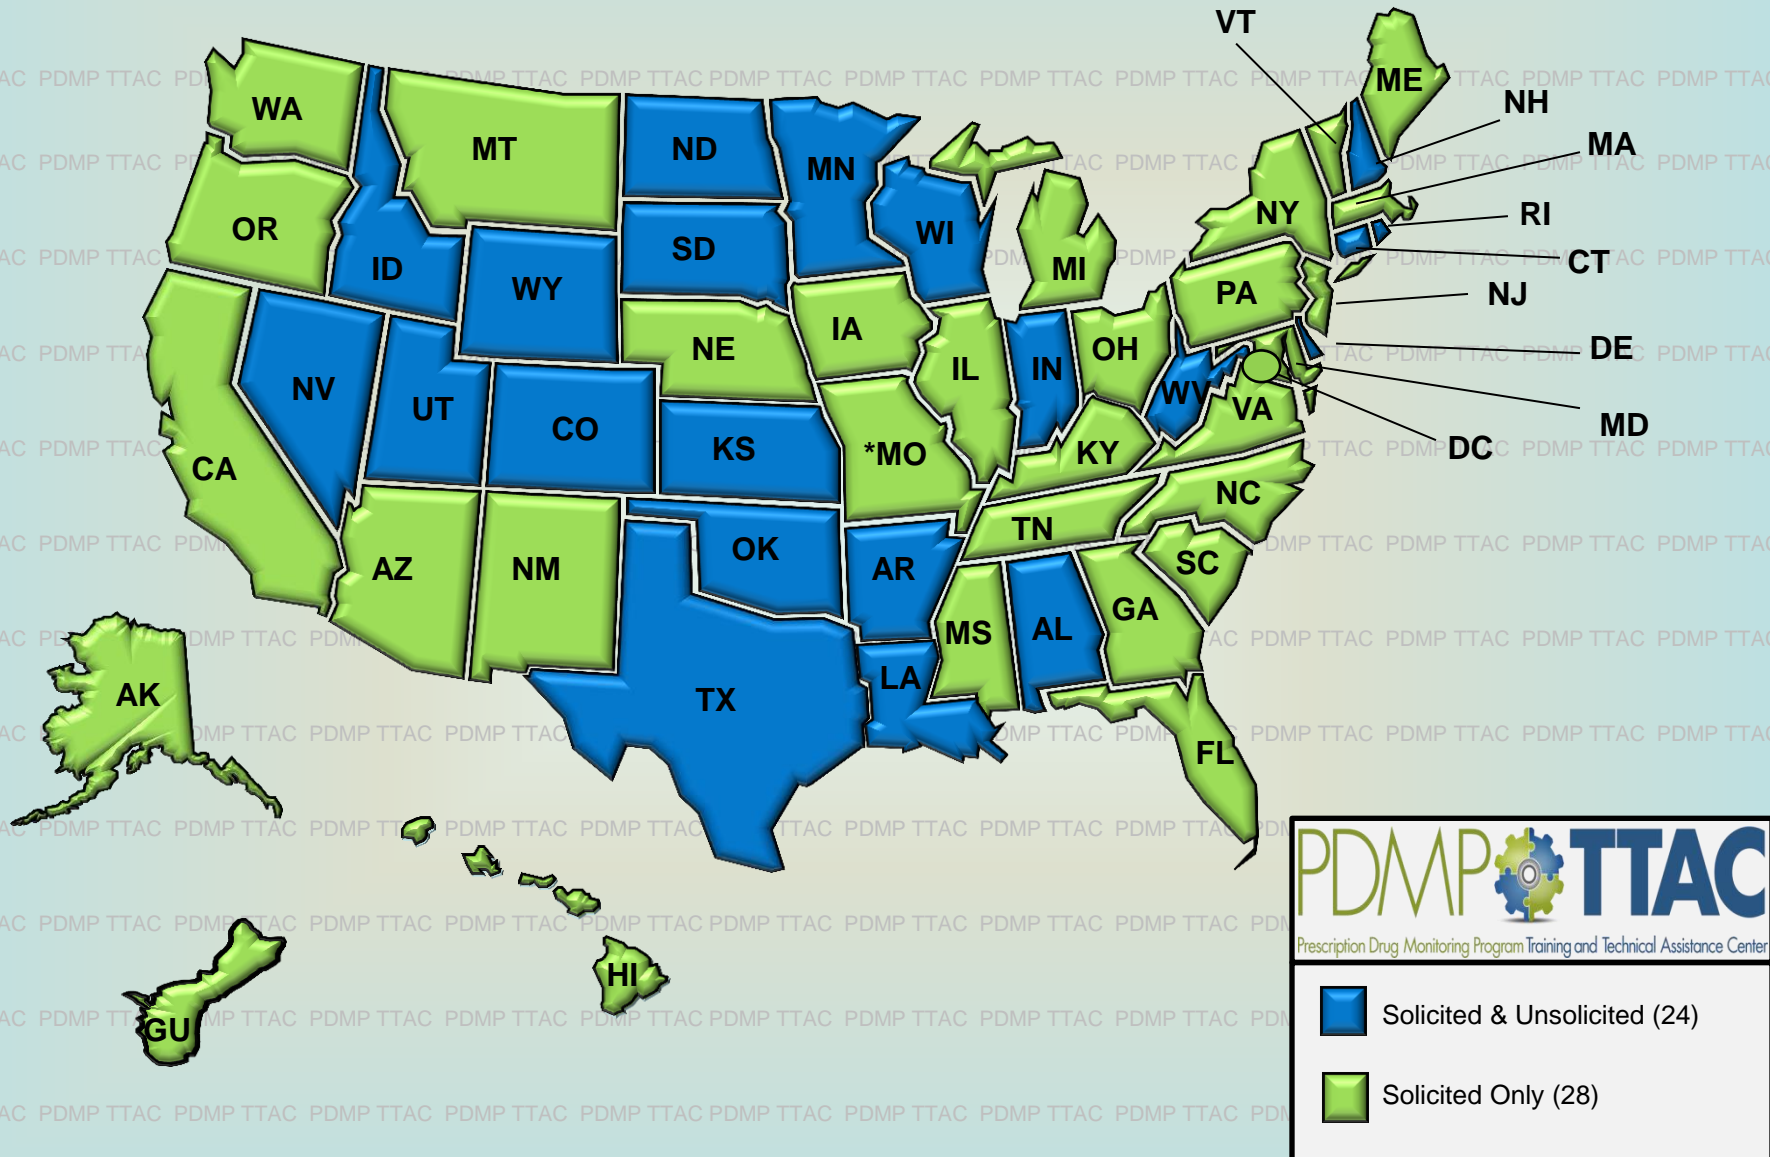 VT
ME
NH
WA
MT
ND
MN
MA
OR
ID
SD
WI
NY
RI
MI
CT
WY
PA
NJ
IA
NE
OH
DE
NV
UT
IL
IN
WV
VA
MD
CO
KS
*MO
KY
DC
CA
NC
TN
OK
AZ
NM
AR
SC
GA
MS
AL
AK
TX
LA
FL
HI
GU
PDMP TTAC
Prescription Drug Monitoring Program Training and Technical Assistance Center
Solicited & Unsolicited (24)
Solicited Only (28)